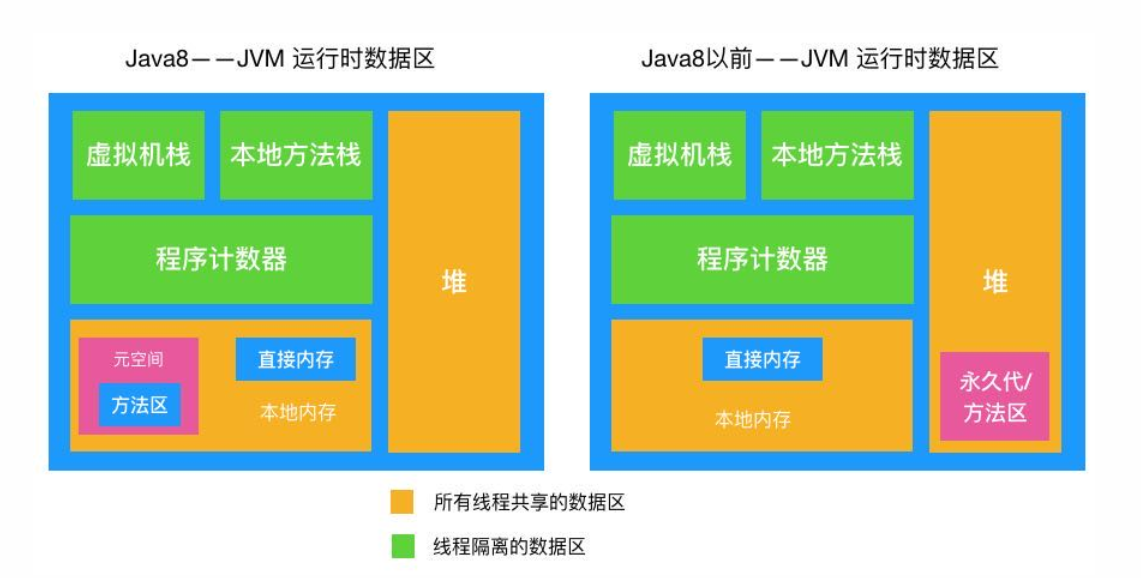 Java8——JVM 运行时数据区
虚拟机栈
本地方法栈
程序计数器
堆
元空间
方法区
直接内存
本地内存
Java8以前——JVM 运行时数据区
虚拟机栈
本地方法栈
程序计数器
堆
直接内存
本地内存
永久代/
方法区
所有线程共享的数据区
线程隔离的数据区